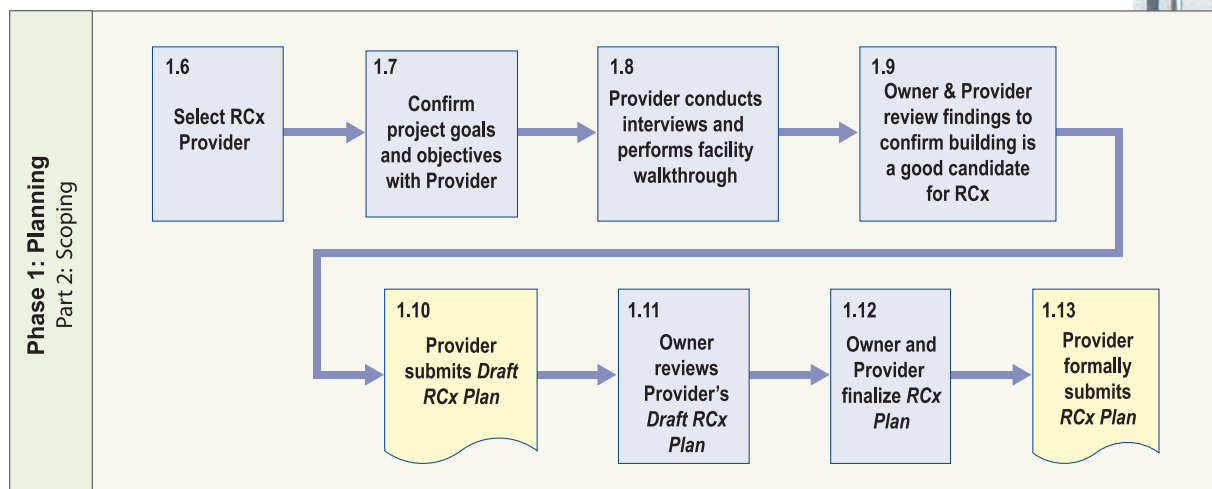 Phase 1: Planning
Part 2: Scoping
1.6
Select RCx
Provider
1.7
Confirm
project goals
and objectives
with Provider
1.8
Provider conducts
interviews and
performs facility
walkthrough
1.9
Owner & Provider
review findings to
confirm building is
a good candidate
for RCx
1.10
Provider
submits Draft
RCx Plan
1.11
Owner
reviews
Provider's
Draft RCx
Plan
1.12
Owner and
Provider
finalize RCx
Plan
1.13
Provider
formally
submits
RCx Plan